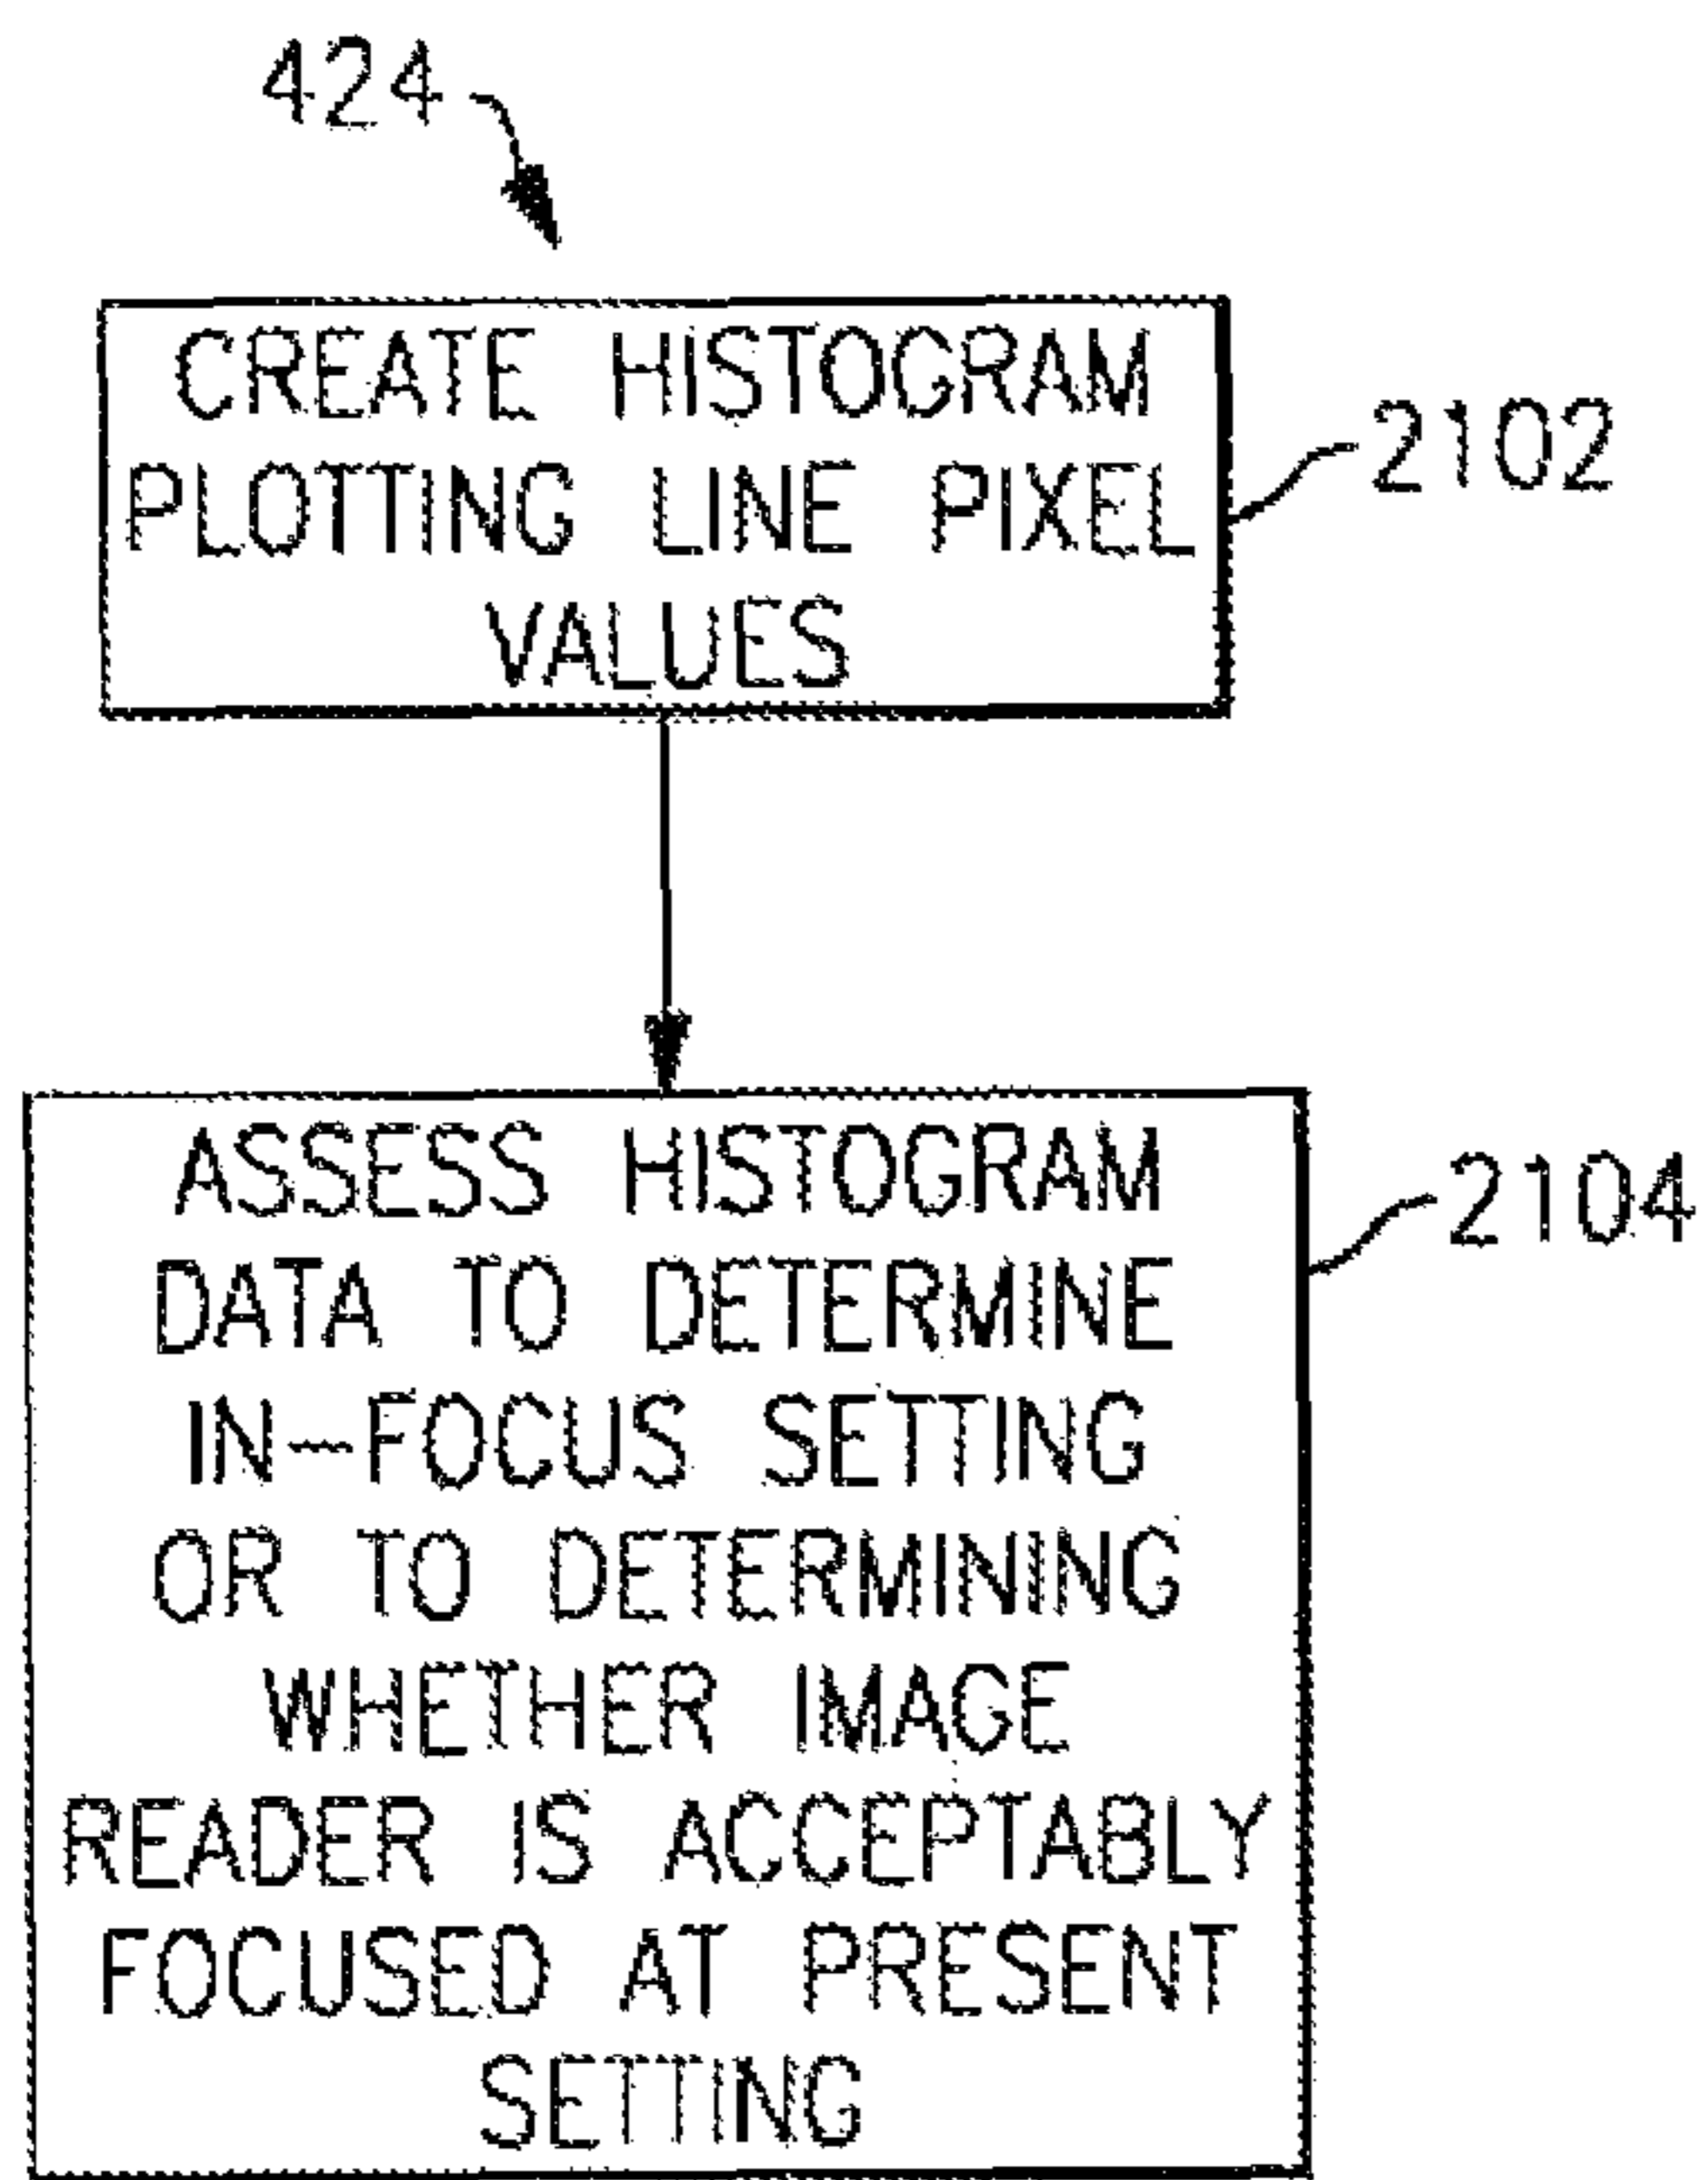 424
CREATE HISTOGRAM
PLOTTING LINE PIXEL
VALUES
2102
ASSESS HISTOGRAM
DATA TO DETERMINE
IN-FOCUS SETTING
OR TO DETERMINING
WHETHER IMAGE
READER IS ACCEPTABLY
FOCUSED AT PRESENT
SETTING
2104